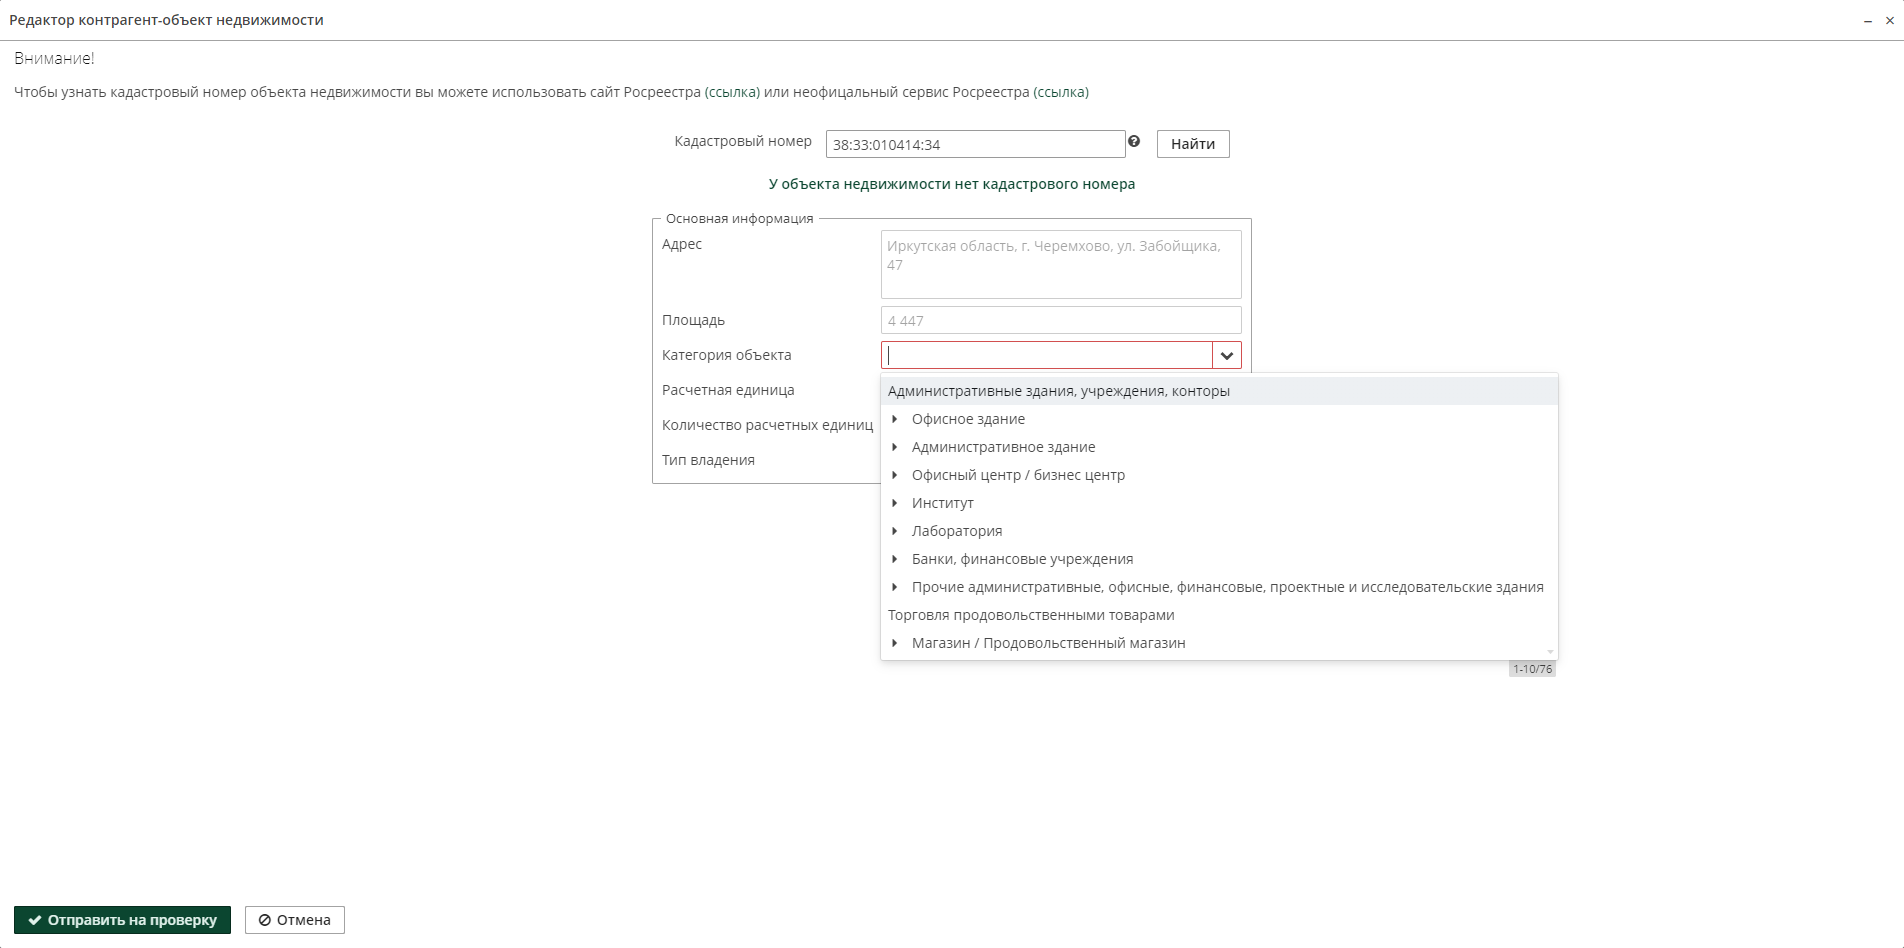 Редактор контрагент-объект недвижимости
Внимание!
Чтобы узнать кадастровый номер объекта недвижимости вы можете использовать сайт Росреестра (ссылка) или неофицальный сервис Росреестра (ссылка)
Кадастровый номер 38:33:010414:34 Найти
У объекта недвижимости нет кадастрового номера
Основная информация
Адрес Иркутская область, г. Черемхово, ул. Забойщика,
47
Площадь 4 447
Категория объекта
Расчетная единица
Количество расчетных единиц
Тип владения
Административные здания, учреждения, конторы
Офисное здание
Административное здание
Офисный центр / бизнес центр
Институт
Лаборатория
Банки, финансовые учреждения
Прочие административные, офисные, финансовые, проектные и исследовательские здания
Торговля продовольственными товарами
Магазин / Продовольственный магазин
1-10/76
Отправить на проверку Отмена